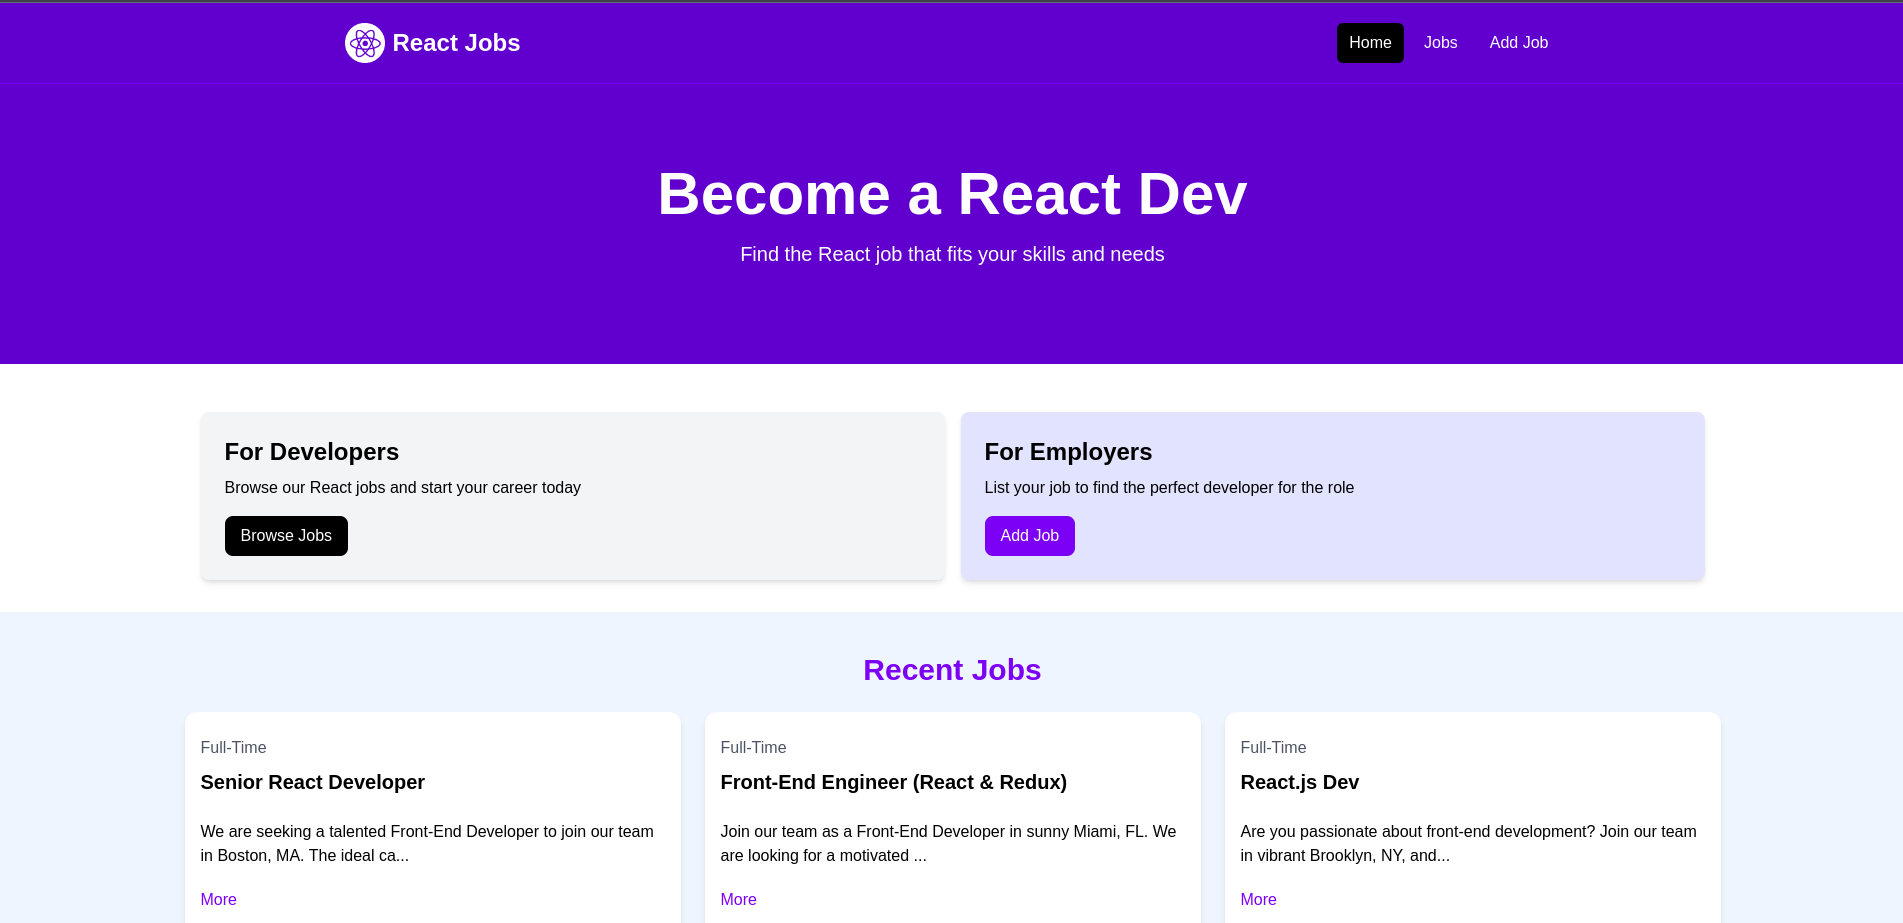 React Jobs
Home
Jobs
Add Job
Become a React Dev
Find the React job that fits your skills and needs
For Developers
Browse our React jobs and start your career today
Browse Jobs
For Employers
List your job to find the perfect developer for the role
Add Job
Recent Jobs
Full-Time
Senior React Developer
We are seeking a talented Front-End Developer to join our team
in Boston, MA. The ideal ca...
More
Full-Time
Front-End Engineer (React & Redux)
Join our team as a Front-End Developer in sunny Miami, FL. We
are looking for a motivated ...
More
Full-Time
React.js Dev
Are you passionate about front-end development? Join our team
in vibrant Brooklyn, NY, and...
More